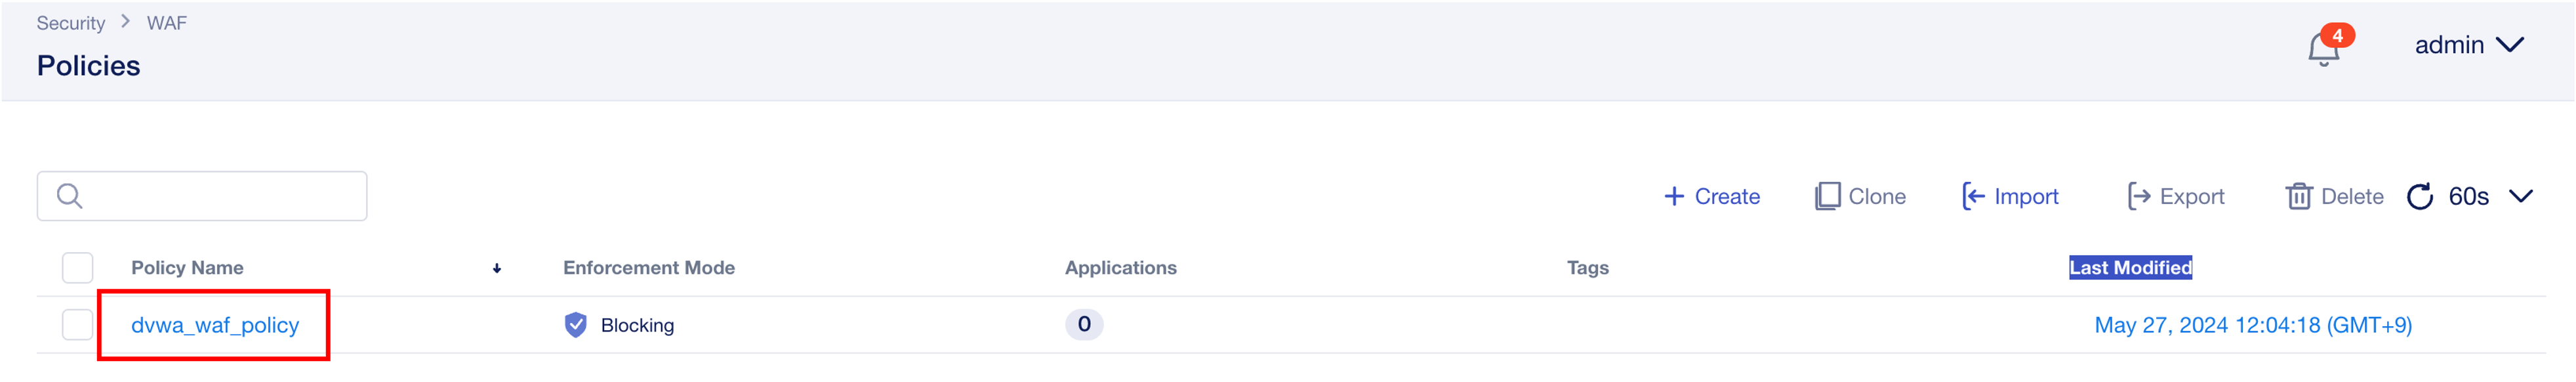 Security > WAF
Policies
4
admin
+ Create Clone Import Export Delete 60s
Policy Name Enforcement Mode Applications Tags Last Modified
dvwa_waf_policy Blocking 0 May 27, 2024 12:04:18 (GMT+9)